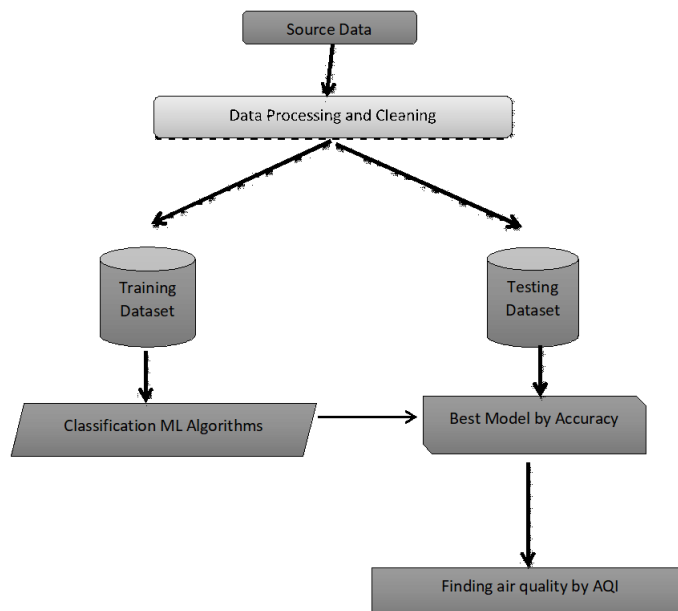 Source Data
Data Processing and Cleaning
Training
Dataset
Testing
Dataset
Classification ML Algorithms
Best Model by Accuracy
Finding air quality by AQI